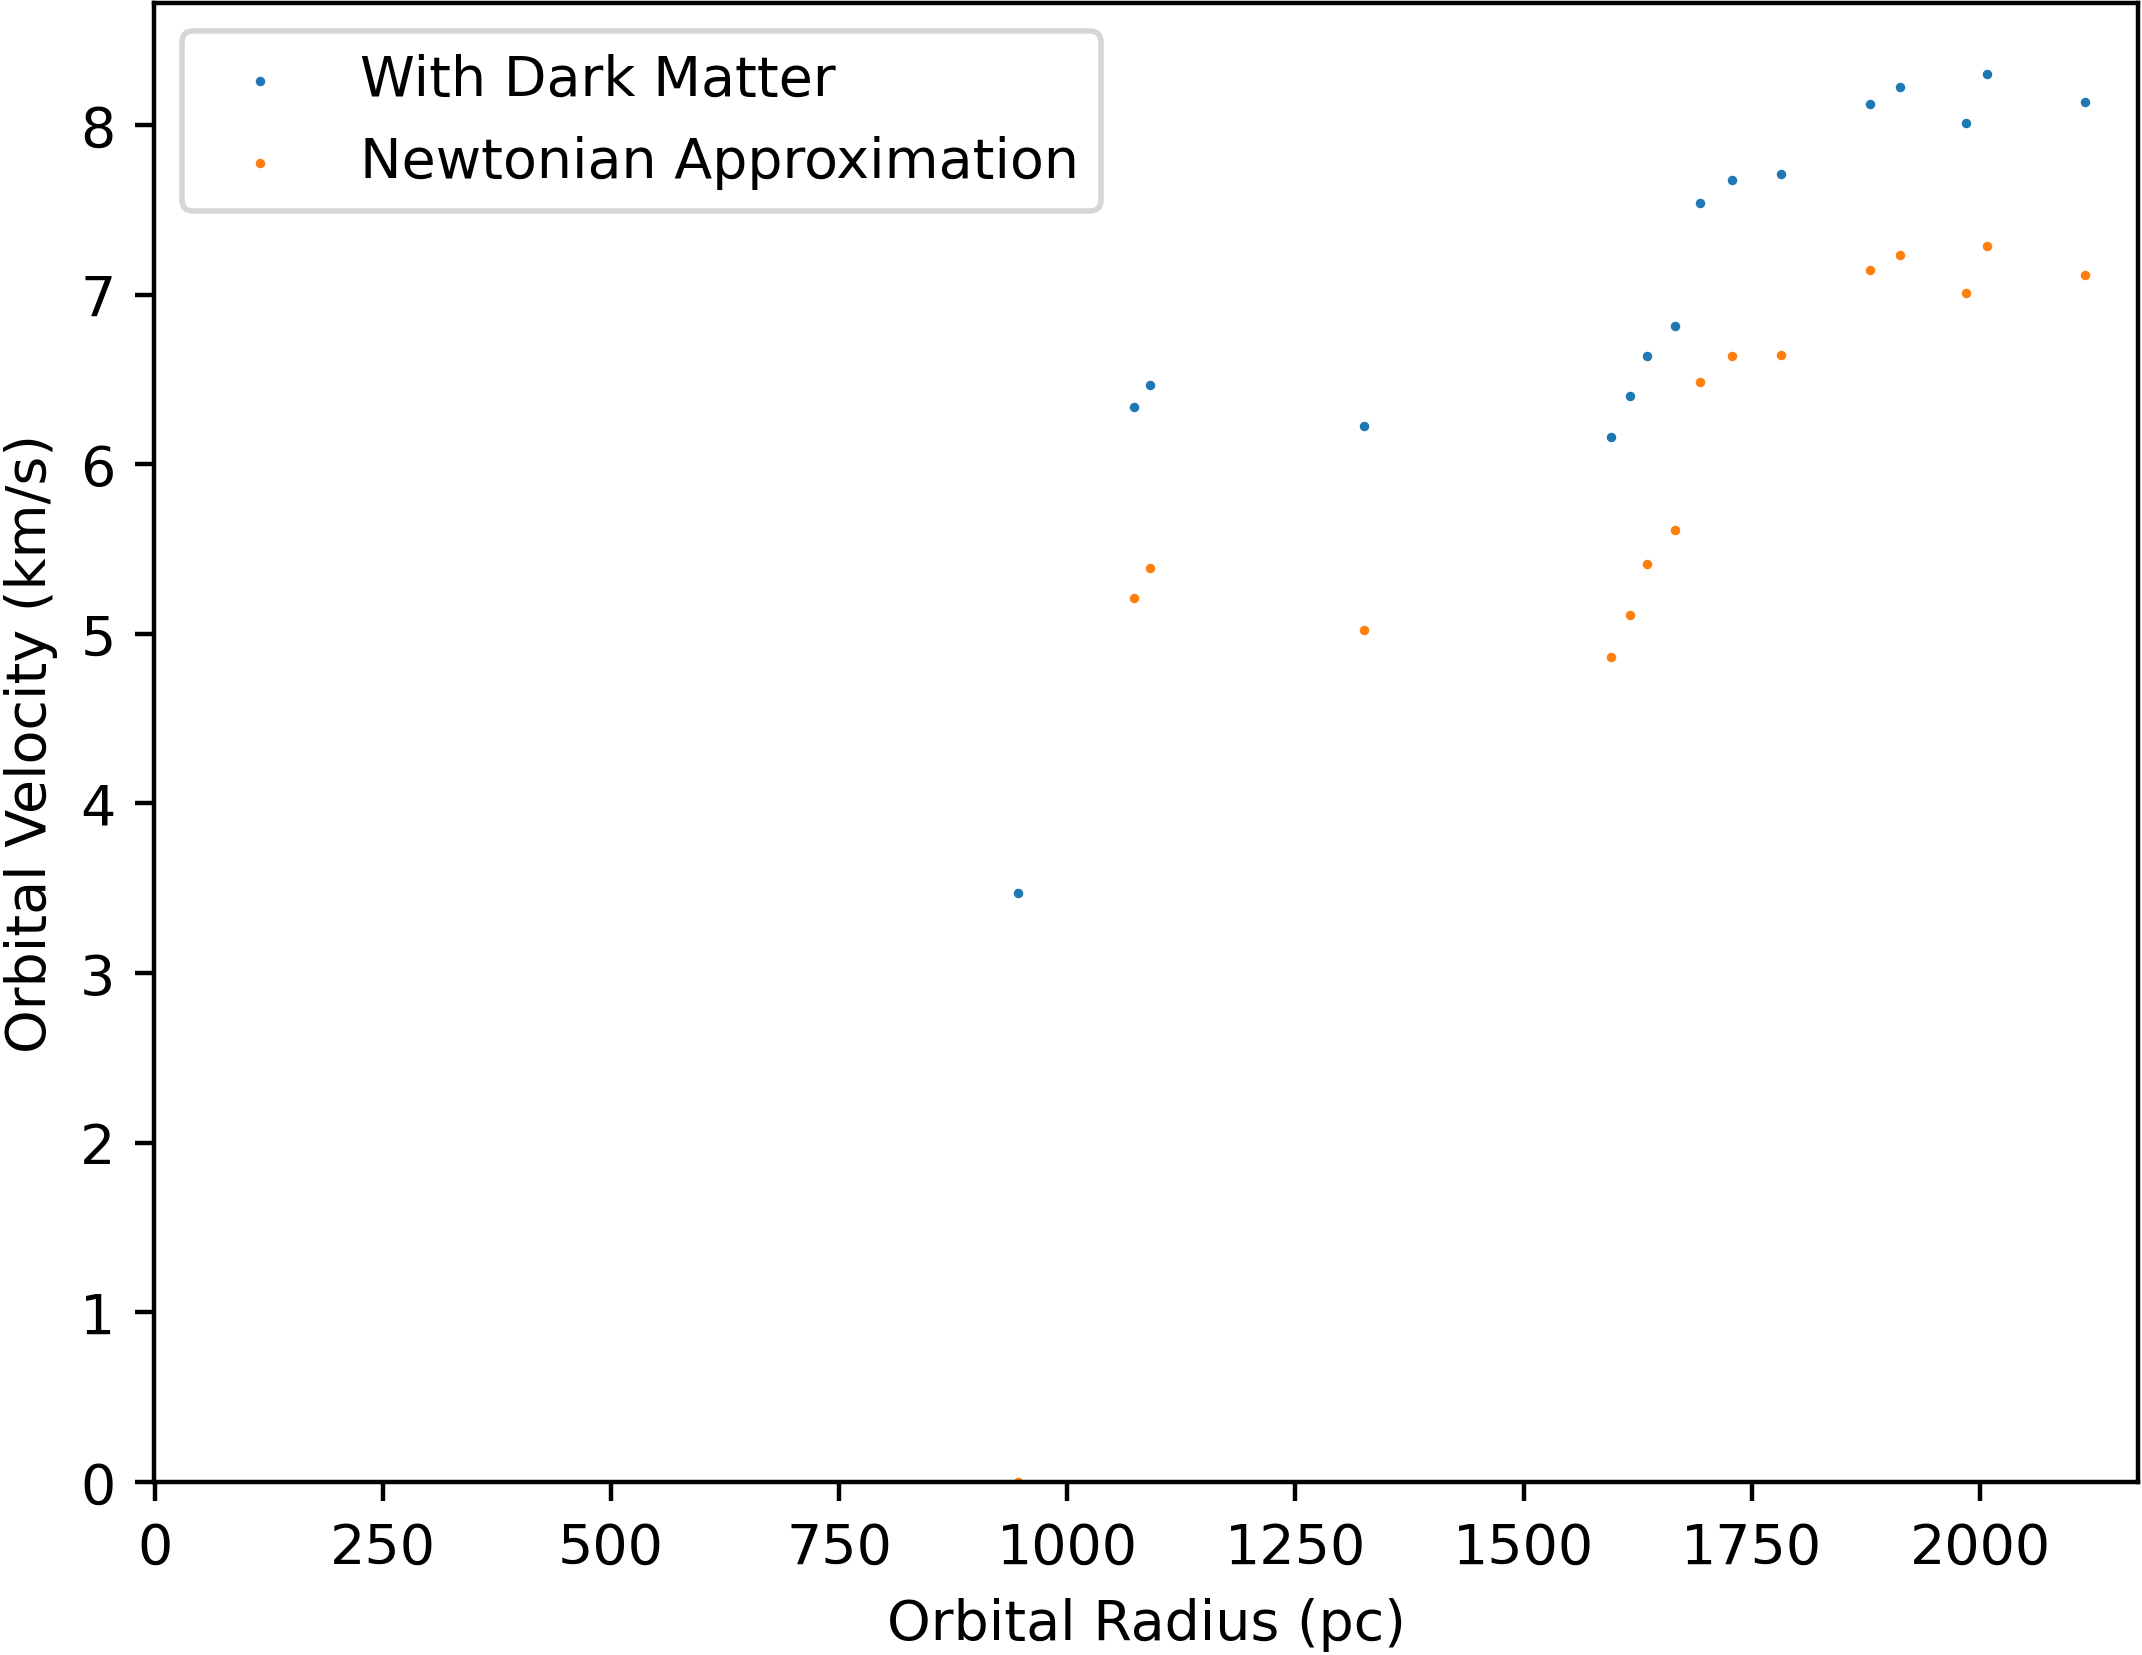 With Dark Matter
Newtonian Approximation
8
7
6
5
4
3
2
1
0
Orbital Velocity (km/s)
0 250 500 750 1000 1250 1500 1750 2000
Orbital Radius (pc)